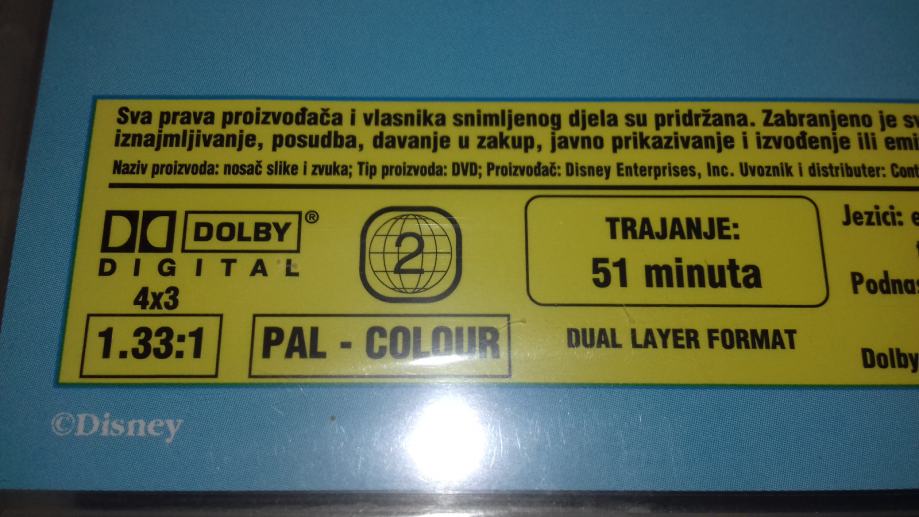 Sva prava proizvođača i vlasnika snimljenog djela su pridržana. Zabranjeno je
iznajmljivanje, posudba, davanje u zakup, javno prikazivanje i izvođenje ili
Naziv proizvoda: nosač slike i zvuka; Tip proizvoda: DVD; Proizvođač: Disney Enterprises, Inc. Uvoznik i distributer:
DOLBY®
DIGITAL
2
TRAJANJE:
51 minuta
Jezici:
4x3
1.33:1
PAL - COLOUR
DUAL LAYER FORMAT
Dolby
©Disney